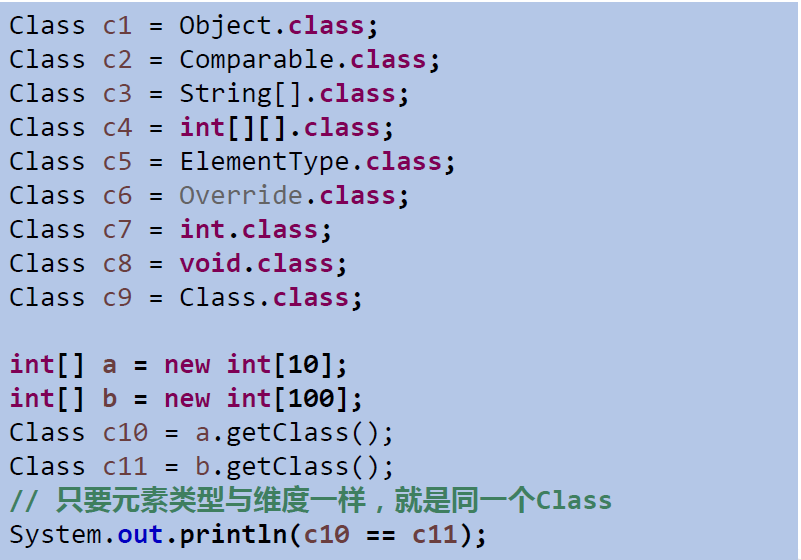 Class c1 = Object.class;
Class c2 = Comparable.class;
Class c3 = String[].class;
Class c4 = int[][].class;
Class c5 = ElementType.class;
Class c6 = Override.class;
Class c7 = int.class;
Class c8 = void.class;
Class c9 = Class.class;
int[] a = new int[10];
int[] b = new int[100];
Class c10 = a.getClass();
Class c11 = b.getClass();
// 只要元素类型与维度一样，就是同一个Class
System.out.println(c10 == c11);